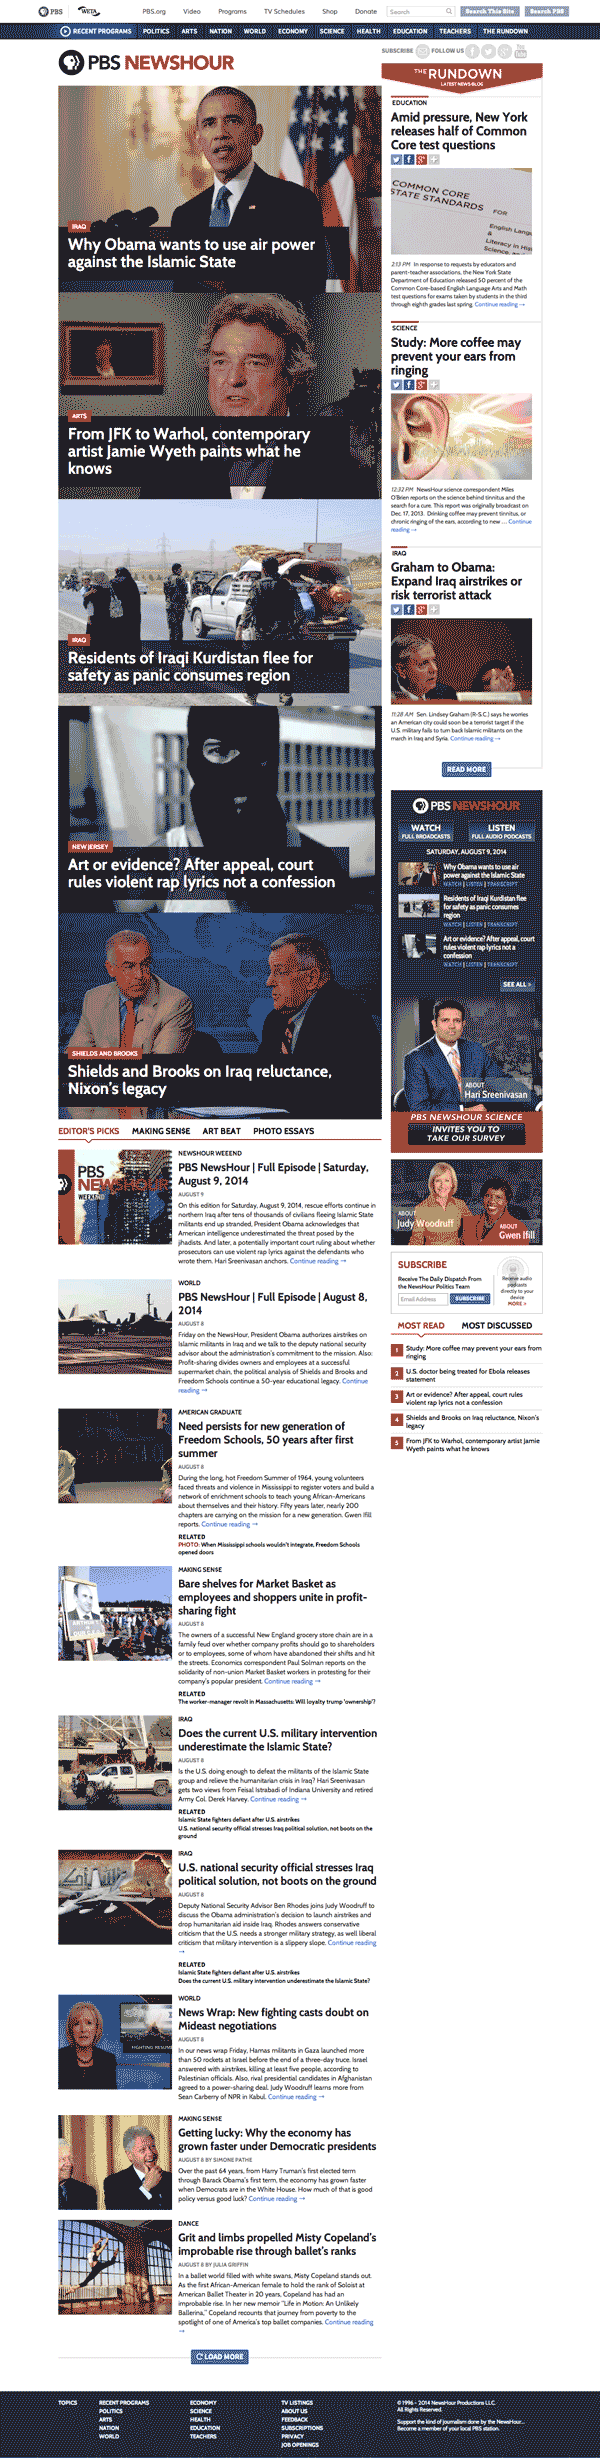 PBS
WETA
PBS.org Video Programs TV Schedules Shop Donate
Search
Search This Site
Search PBS
RECENT PROGRAMS POLITICS ARTS NATION WORLD ECONOMY SCIENCE HEALTH EDUCATION TEACHERS THE RUNDOWN
PBS NEWSHOUR
SUBSCRIBE FOLLOW US
You Tube
IRAQ
Why Obama wants to use air power
against the Islamic State
ARTS
From JFK to Warhol, contemporary
artist Jamie Wyeth paints what he
knows
IRAQ
Residents of Iraqi Kurdistan flee for
safety as panic consumes region
NEW JERSEY
Art or evidence? After appeal, court
rules violent rap lyrics not a confession
SHIELDS AND BROOKS
Shields and Brooks on Iraq reluctance,
Nixon's legacy
THE RUNDOWN
LATEST NEWS BLOG
EDUCATION
Amid pressure, New York
releases half of Common
Core test questions
COMMON CORE
STATE STANDARDS
FOR
English Langu
&
Literacy in His
2:13 PM In response to requests by educators and
parent-teacher associations, the New York State
Department of Education released 50 percent of the
Common Core-based English Language Arts and Math
test questions for exams taken by students in the third
through eighth grades last spring. Continue reading →
SCIENCE
Study: More coffee may
prevent your ears from
ringing
12:32 PM NewsHour science correspondent Miles
O'Brien reports on the science behind tinnitus and the
search for a cure. This report was originally broadcast on
Dec. 17, 2013. Drinking coffee may prevent tinnitus, or
chronic ringing of the ears, according to new ... Continue
reading →
IRAQ
Graham to Obama:
Expand Iraq airstrikes or
risk terrorist attack
11:28 AM Sen. Lindsey Graham (R-S.C.) says he worries
an American city could soon be a terrorist target if the
U.S. military fails to turn back Islamic militants on the
march in Iraq and Syria. Continue reading →
READ MORE
PBS NEWSHOUR
WATCH
FULL BROADCASTS
LISTEN
FULL AUDIO PODCASTS
SATURDAY, AUGUST 9, 2014
Why Obama wants to use air
power against the Islamic State
WATCH | LISTEN | TRANSCRIPT
Residents of Iraqi Kurdistan flee
for safety as panic consumes
region
WATCH | LISTEN | TRANSCRIPT
Art or evidence? After appeal, court
rules violent rap lyrics not a
confession
WATCH | LISTEN | TRANSCRIPT
SEE ALL >
ABOUT
Hari Sreenivasan
PBS NEWSHOUR SCIENCE
INVITES YOU TO
TAKE OUR SURVEY
ABOUT
Judy Woodruff
ABOUT
Gwen Ifill
SUBSCRIBE
Receive The Daily Dispatch From
the NewsHour Politics Team
Email Address
SUBSCRIBE
Receive audio
podcasts
directly to your
device
MORE >
MOST READ MOST DISCUSSED
1 Study: More coffee may prevent your ears from
ringing
2 U.S. doctor being treated for Ebola releases
statement
3 Art or evidence? After appeal, court rules
violent rap lyrics not a confession
4 Shields and Brooks on Iraq reluctance, Nixon's
legacy
5 From JFK to Warhol, contemporary artist Jamie
Wyeth paints what he knows
EDITOR'S PICKS MAKING SEN$E ART BEAT PHOTO ESSAYS
PBS
NEWSHOUR
WEEKEND
NEWSHOUR WEEEND
PBS NewsHour | Full Episode | Saturday,
August 9, 2014
AUGUST 9
On this edition for Saturday, August 9, 2014, rescue efforts continue in
northern Iraq after tens of thousands of civilians fleeing Islamic State
militants end up stranded, President Obama acknowledges that
American intelligence underestimated the threat posed by the
jihadists. And later, a potentially important court ruling about whether
prosecutors can use violent rap lyrics against the defendants who
wrote them. Hari Sreenivasan anchors. Continue reading →
WORLD
PBS NewsHour | Full Episode | August 8,
2014
AUGUST 8
Friday on the NewsHour, President Obama authorizes airstrikes on
Islamic militants in Iraq and we talk to the deputy national security
advisor about the administration's commitment to the mission. Also:
Profit-sharing divides owners and employees at a successful
supermarket chain, the political analysis of Shields and Brooks and
Freedom Schools continue a 50-year educational legacy. Continue
reading →
AMERICAN GRADUATE
Need persists for new generation of
Freedom Schools, 50 years after first
summer
AUGUST 8
During the long, hot Freedom Summer of 1964, young volunteers
faced threats and violence in Mississippi to register voters and build a
network of enrichment schools to teach young African-Americans
about themselves and their history. Fifty years later, nearly 200
chapters are carrying on the mission for a new generation. Gwen Ifill
reports. Continue reading →
RELATED
PHOTO: When Mississippi schools wouldn't integrate, Freedom Schools
opened doors
MAKING SEN$E
Bare shelves for Market Basket as
employees and shoppers unite in profit-
sharing fight
AUGUST 8
The owners of a successful New England grocery store chain are in a
family feud over whether company profits should go to shareholders
or to employees, some of whom have abandoned their shifts and hit
the streets. Economics correspondent Paul Solman reports on the
solidarity of non-union Market Basket workers in protesting for their
company's popular president. Continue reading →
RELATED
The worker-manager revolt in Massachusetts: Will loyalty trump 'ownership'?
IRAQ
Does the current U.S. military intervention
underestimate the Islamic State?
AUGUST 8
Is the U.S. doing enough to defeat the militants of the Islamic State
group and relieve the humanitarian crisis in Iraq? Hari Sreenivasan
gets two views from Feisal Istrabadi of Indiana University and retired
Army Col. Derek Harvey. Continue reading →
RELATED
Islamic State fighters defiant after U.S. airstrikes
U.S. national security official stresses Iraq political solution, not boots on the
ground
IRAQ
U.S. national security official stresses Iraq
political solution, not boots on the ground
AUGUST 8
Deputy National Security Advisor Ben Rhodes joins Judy Woodruff to
discuss the Obama administration's decision to launch airstrikes and
drop humanitarian aid inside Iraq. Rhodes answers conservative
criticism that the U.S. needs a stronger military strategy, as well liberal
criticism that military intervention is a slippery slope. Continue reading
→
RELATED
Islamic State fighters defiant after U.S. airstrikes
Does the current U.S. military intervention underestimate the Islamic State?
FIGHTING RESUMES
WORLD
News Wrap: New fighting casts doubt on
Mideast negotiations
AUGUST 8
In our news wrap Friday, Hamas militants in Gaza launched more
than 50 rockets at Israel before the end of a three-day truce. Israel
answered with airstrikes, killing at least five people, according to
Palestinian officials. Also, rival presidential candidates in Afghanistan
agreed to a power-sharing deal. Judy Woodruff learns more from
Sean Carberry of NPR in Kabul. Continue reading →
MAKING SEN$E
Getting lucky: Why the economy has
grown faster under Democratic presidents
AUGUST 8 BY SIMONE PATHE
Over the past 64 years, from Harry Truman's first elected term
through Barack Obama's first term, the economy has grown faster
when Democrats are in the White House. How much of that is good
policy versus good luck? Continue reading →
DANCE
Grit and limbs propelled Misty Copeland's
improbable rise through ballet's ranks
AUGUST 8 BY JULIA GRIFFIN
In a ballet world filled with white swans, Misty Copeland stands out.
As the first African-American female to hold the rank of Soloist at
American Ballet Theater in 20 years, Copeland has had an
improbable rise. In her new memoir "Life in Motion: An Unlikely
Ballerina," Copeland recounts that journey from poverty to the
spotlight of one of America's top ballet companies. Continue reading
→
LOAD MORE
TOPICS
RECENT PROGRAMS
POLITICS
ARTS
NATION
WORLD
ECONOMY
SCIENCE
HEALTH
EDUCATION
TEACHERS
TV LISTINGS
ABOUT US
FEEDBACK
SUBSCRIPTIONS
PRIVACY
JOB OPENINGS
© 1996 - 2014 NewsHour Productions LLC.
All Rights Reserved.
Support the kind of journalism done by the NewsHour...
Become a member of your local PBS station.